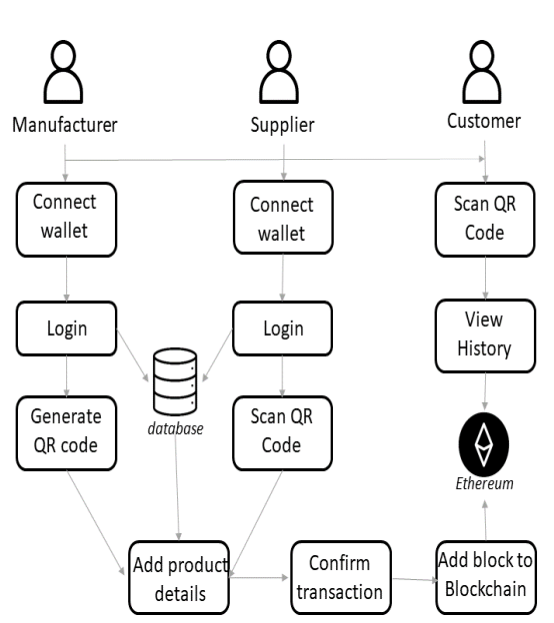 Manufacturer
Supplier
Customer
Connect
wallet
Connect
wallet
Scan QR
Code
Login
Login
View
History
database
Generate
QR code
Scan QR
Code
Ethereum
Add product
details
Confirm
transaction
Add block to
Blockchain